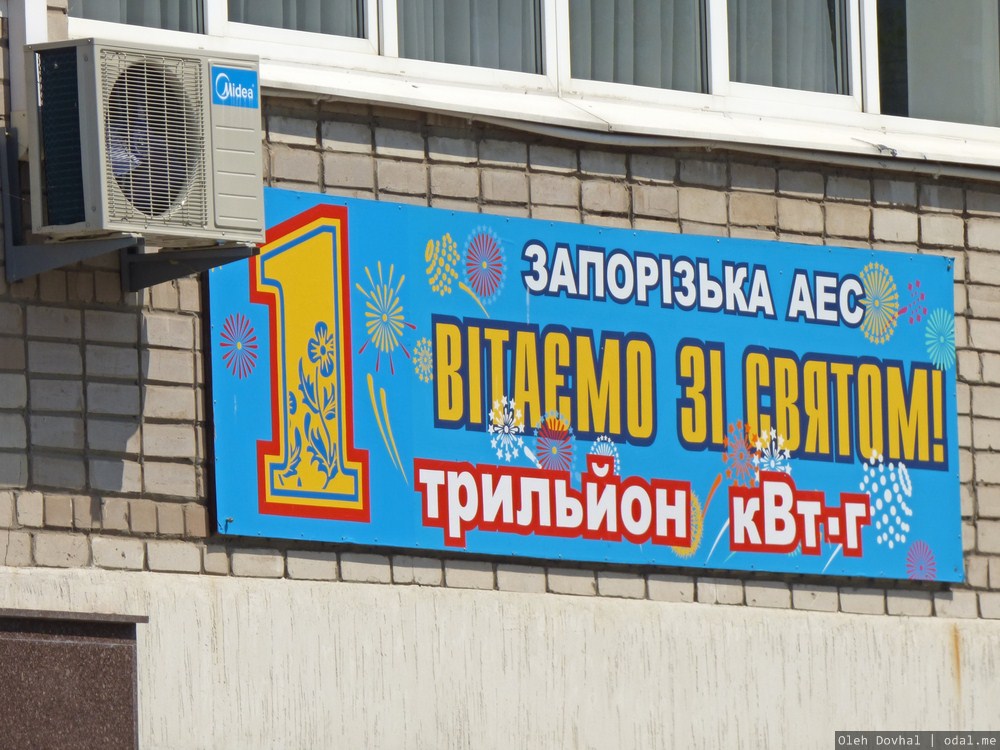 Midea
1
ЗАПОРІЗЬКА АЕС
ВІТАЄМО ЗІ СВЯТОМ!
трильйон кВт·г
Oleh Dovhal | odal.me